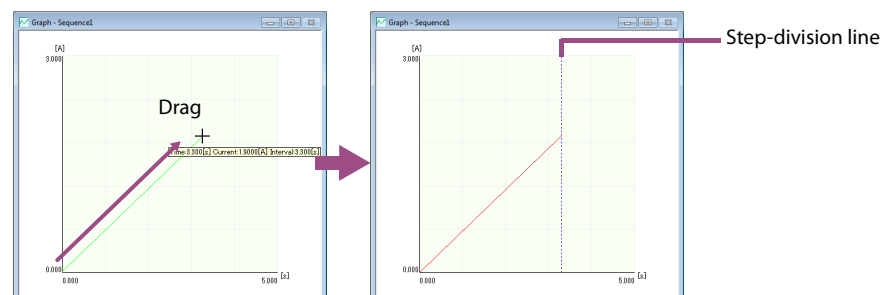 Graph - Sequence1
[A]
3.000
Drag
Time:3.300[s] Current:1.9000[A] Interval:3.300[s]
0.000
0.000
5.000
[s]
Graph - Sequence1
[A]
3.000
0.000
0.000
5.000
[s]
Step-division line